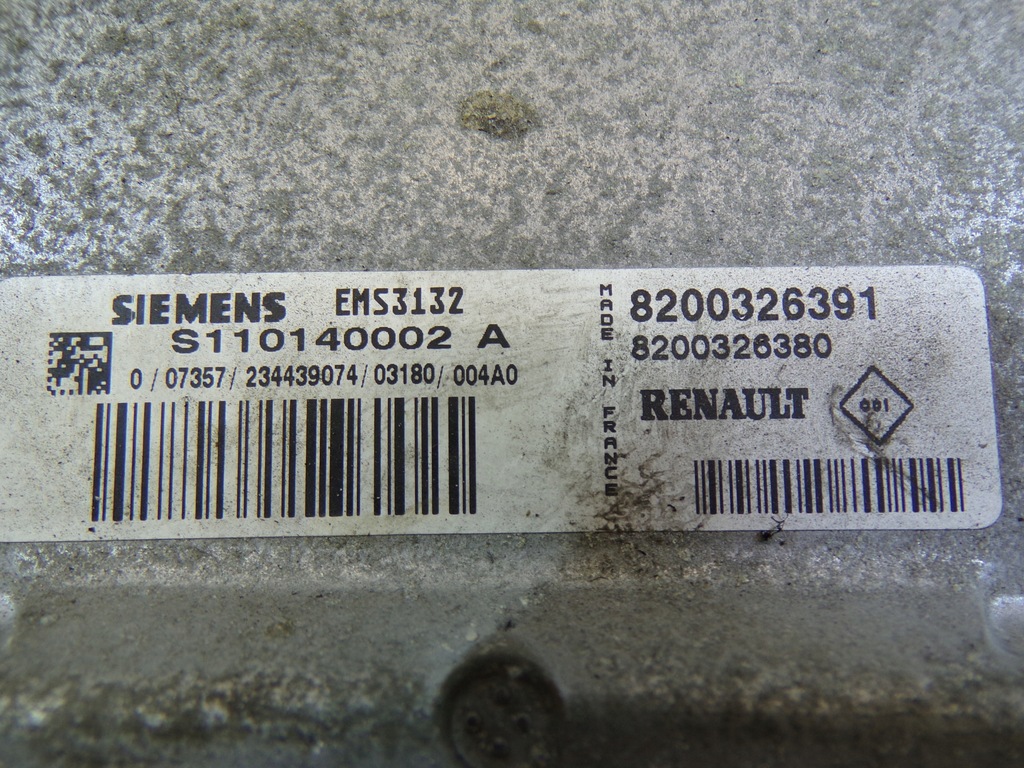 SIEMENS EMS3132
S110140002 A
0 / 07357 / 234439074 / 03180 / 004A0
MADE IN FRANCE
8200326391
8200326380
RENAULT
001